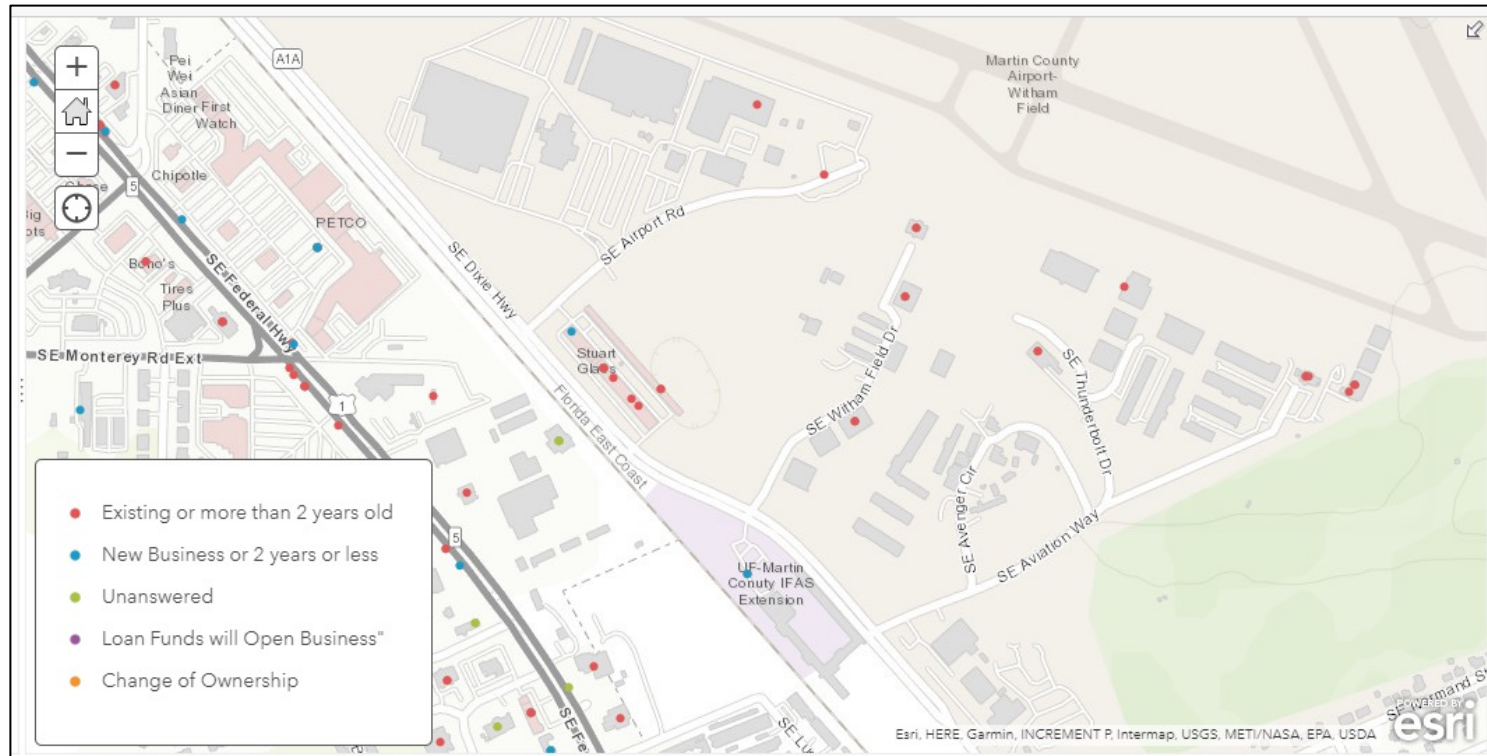 Martin County
Airport-
Witham
Field
A1A
Pei
Wei
Asian
Diner
First
Watch
+
−
Chipotle
5
PETCO
Bono's
Tires
Plus
SE Federal Hwy
SE Monterey Rd Ext
1
SE Dixie Hwy
SE Airport Rd
Stuart
Florida East Coast
SE Witham Field Dr
SE Thunderbolt Dr
SE Avenger Cir
SE Aviation Way
UF-Martin
Conuty IFAS
Extension
5
Existing or more than 2 years old
New Business or 2 years or less
Unanswered
Loan Funds will Open Business"
Change of Ownership
Esri, HERE, Garmin, INCREMENT P, Intermap, USGS, METI/NASA, EPA, USDA
POWERED BY
esri